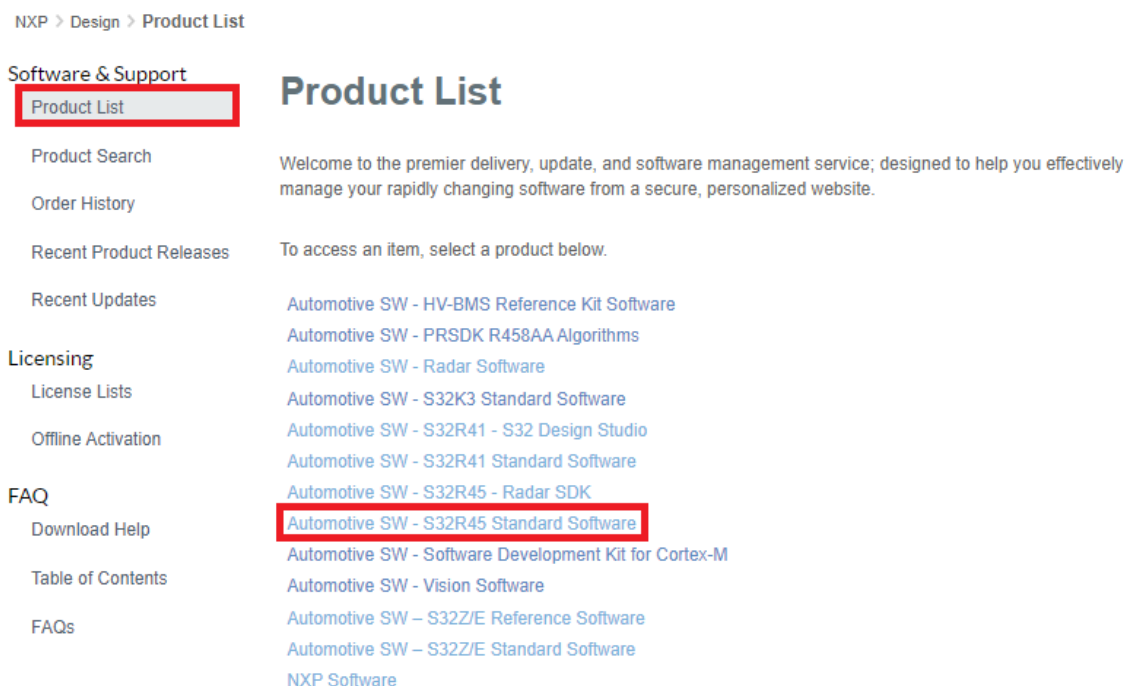 NXP > Design > Product List
Software & Support
Product List
Product Search
Order History
Recent Product Releases
Recent Updates
Licensing
License Lists
Offline Activation
FAQ
Download Help
Table of Contents
FAQs
Product List
Welcome to the premier delivery, update, and software management service; designed to help you effectively
manage your rapidly changing software from a secure, personalized website.
To access an item, select a product below.
Automotive SW - HV-BMS Reference Kit Software
Automotive SW - PRSDK R458AA Algorithms
Automotive SW - Radar Software
Automotive SW - S32K3 Standard Software
Automotive SW - S32R41 - S32 Design Studio
Automotive SW - S32R41 Standard Software
Automotive SW - S32R45 - Radar SDK
Automotive SW - S32R45 Standard Software
Automotive SW - Software Development Kit for Cortex-M
Automotive SW - Vision Software
Automotive SW – S32Z/E Reference Software
Automotive SW – S32Z/E Standard Software
NXP Software